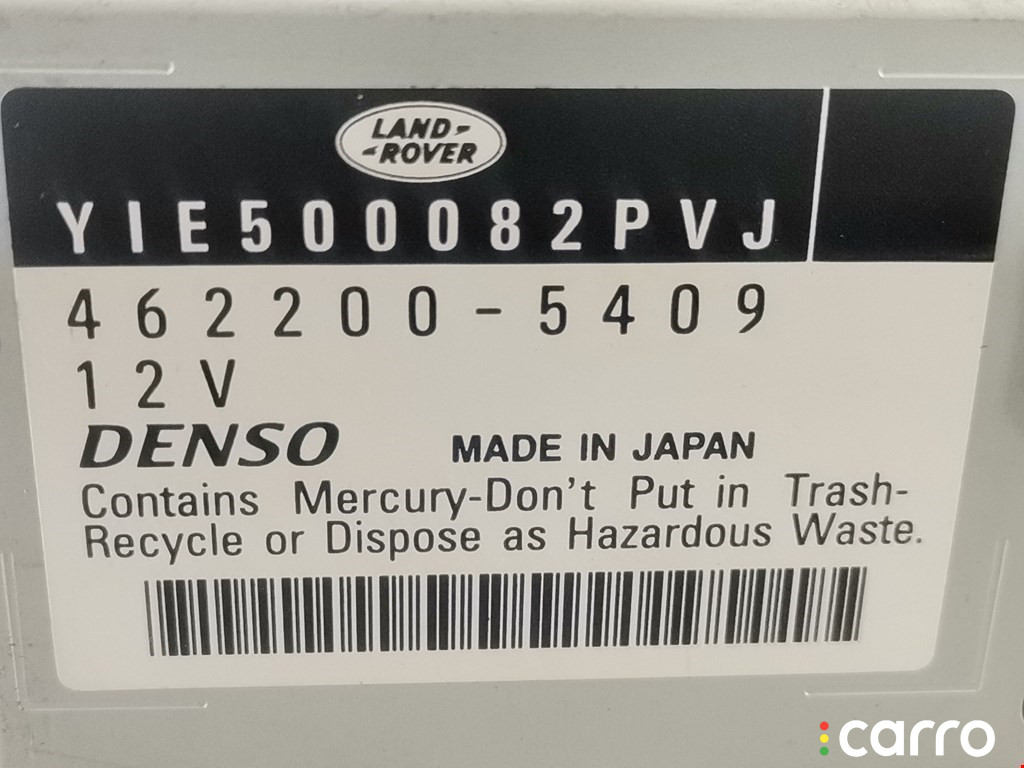 LAND-
-ROVER
YIE500082PVJ
462200-5409
12V
DENSO MADE IN JAPAN
Contains Mercury-Don't Put in Trash-
Recycle or Dispose as Hazardous Waste.
carro